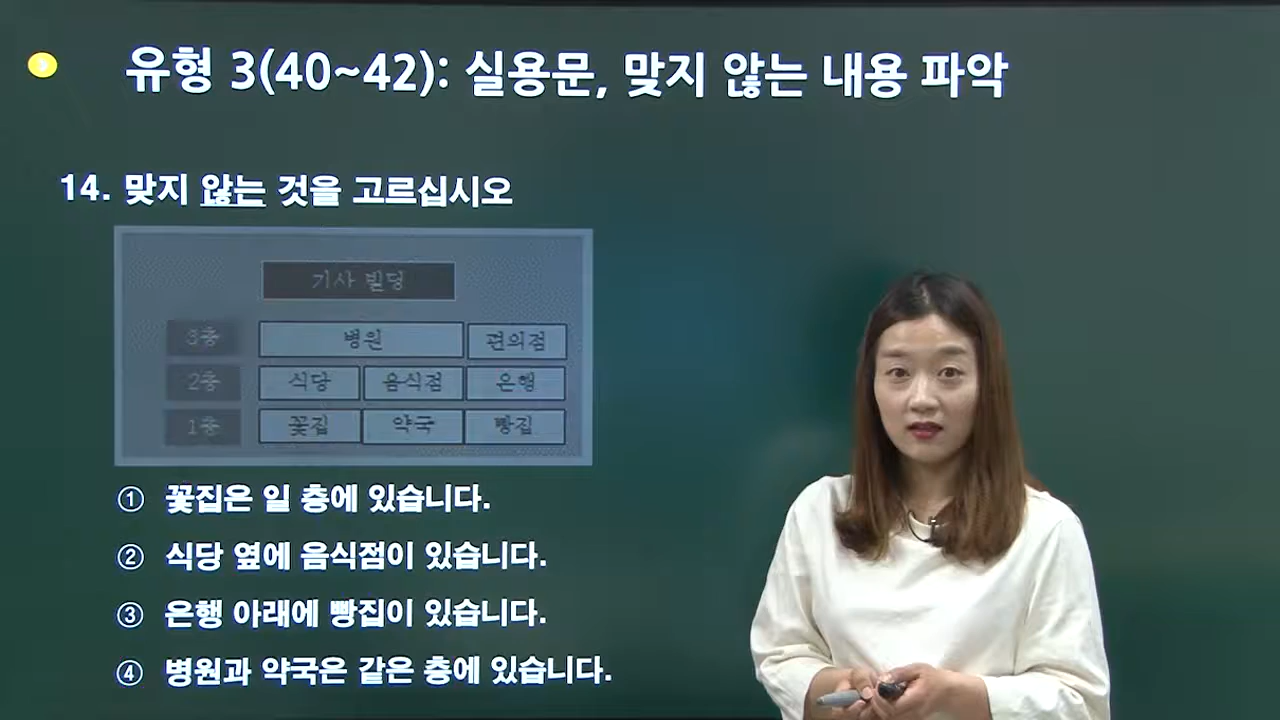 유형 3(40~42): 실용문, 맞지 않는 내용 파악
14. 맞지 않는 것을 고르십시오
기사 빌딩
3층 병원 편의점
2층 식당 음식점 은행
1층 꽃집 약국 빵집
① 꽃집은 일 층에 있습니다.
② 식당 옆에 음식점이 있습니다.
③ 은행 아래에 빵집이 있습니다.
④ 병원과 약국은 같은 층에 있습니다.